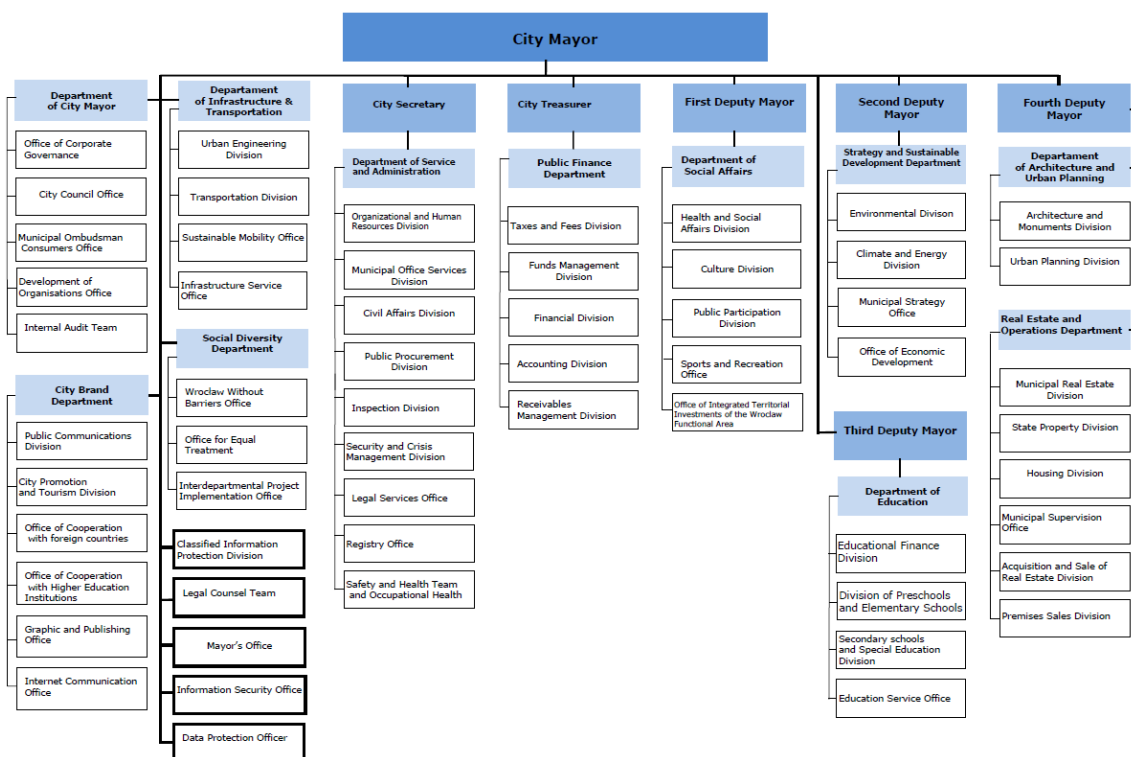 City Mayor
Department
of City Mayor
Office of Corporate
Governance
City Council Office
Municipal Ombudsman
Consumers Office
Development of
Organisations Office
Internal Audit Team
City Brand
Department
Public Communications
Division
City Promotion
and Tourism Division
Office of Cooperation
with foreign countries
Office of Cooperation
with Higher Education
Institutions
Graphic and Publishing
Office
Internet Communication
Office
Departament
of Infrastructure &
Transportation
Urban Engineering
Division
Transportation Division
Sustainable Mobility Office
Infrastructure Service
Office
Social Diversity
Department
Wroclaw Without
Barriers Office
Office for Equal
Treatment
Interdepartmental Project
Implementation Office
Classified Information
Protection Division
Legal Counsel Team
Mayor's Office
Information Security Office
Data Protection Officer
City Secretary
Department of Service
and Administration
Organizational and Human
Resources Division
Municipal Office Services
Division
Civil Affairs Division
Public Procurement
Division
Inspection Division
Security and Crisis
Management Division
Legal Services Office
Registry Office
Safety and Health Team
and Occupational Health
City Treasurer
Public Finance
Department
Taxes and Fees Division
Funds Management
Division
Financial Division
Accounting Division
Receivables
Management Division
First Deputy Mayor
Department of
Social Affairs
Health and Social
Affairs Division
Culture Division
Public Participation
Division
Sports and Recreation
Office
Office of Integrated Territorial
Investments of the Wroclaw
Functional Area
Second Deputy
Mayor
Strategy and Sustainable
Development Department
Environmental Divison
Climate and Energy
Division
Municipal Strategy
Office
Office of Economic
Development
Third Deputy Mayor
Department of
Education
Educational Finance
Division
Division of Preschools
and Elementary Schools
Secondary schools
and Special Education
Division
Education Service Office
Fourth Deputy
Mayor
Departament
of Architecture and
Urban Planning
Architecture and
Monuments Division
Urban Planning Division
Real Estate and
Operations Department
Municipal Real Estate
Division
State Property Division
Housing Division
Municipal Supervision
Office
Acquisition and Sale of
Real Estate Division
Premises Sales Division